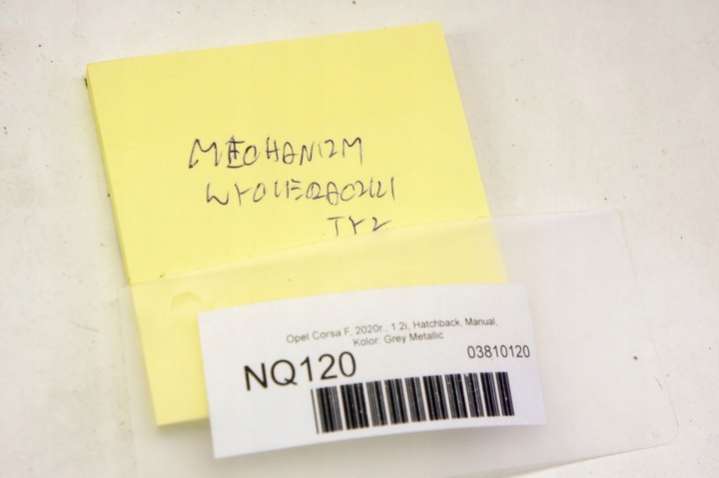 MECHANIZM
WYCIERACZKI
TYŁ
Opel Corsa F, 2020r., 1.2i, Hatchback, Manual,
Kolor: Grey Metallic
NQ120
03810120